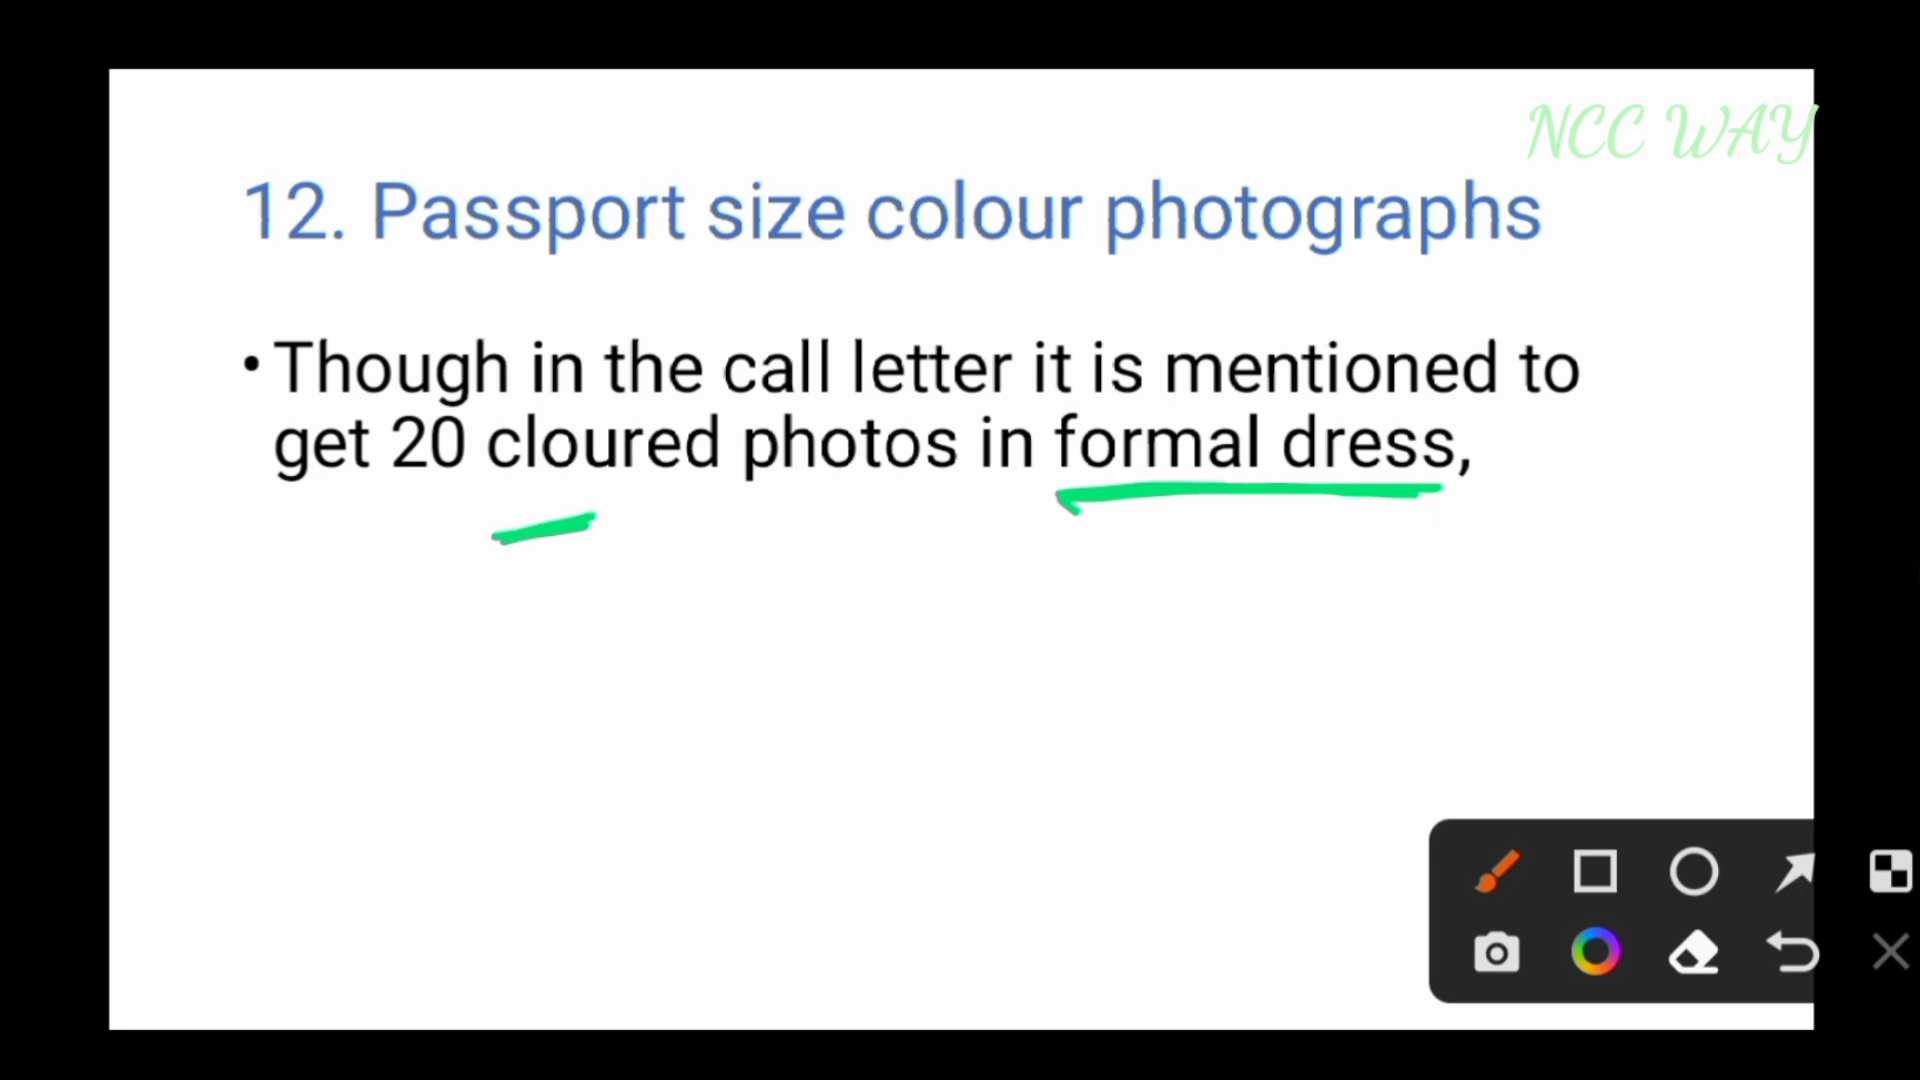 NCC WAY
12. Passport size colour photographs
• Though in the call letter it is mentioned to
get 20 cloured photos in formal dress,